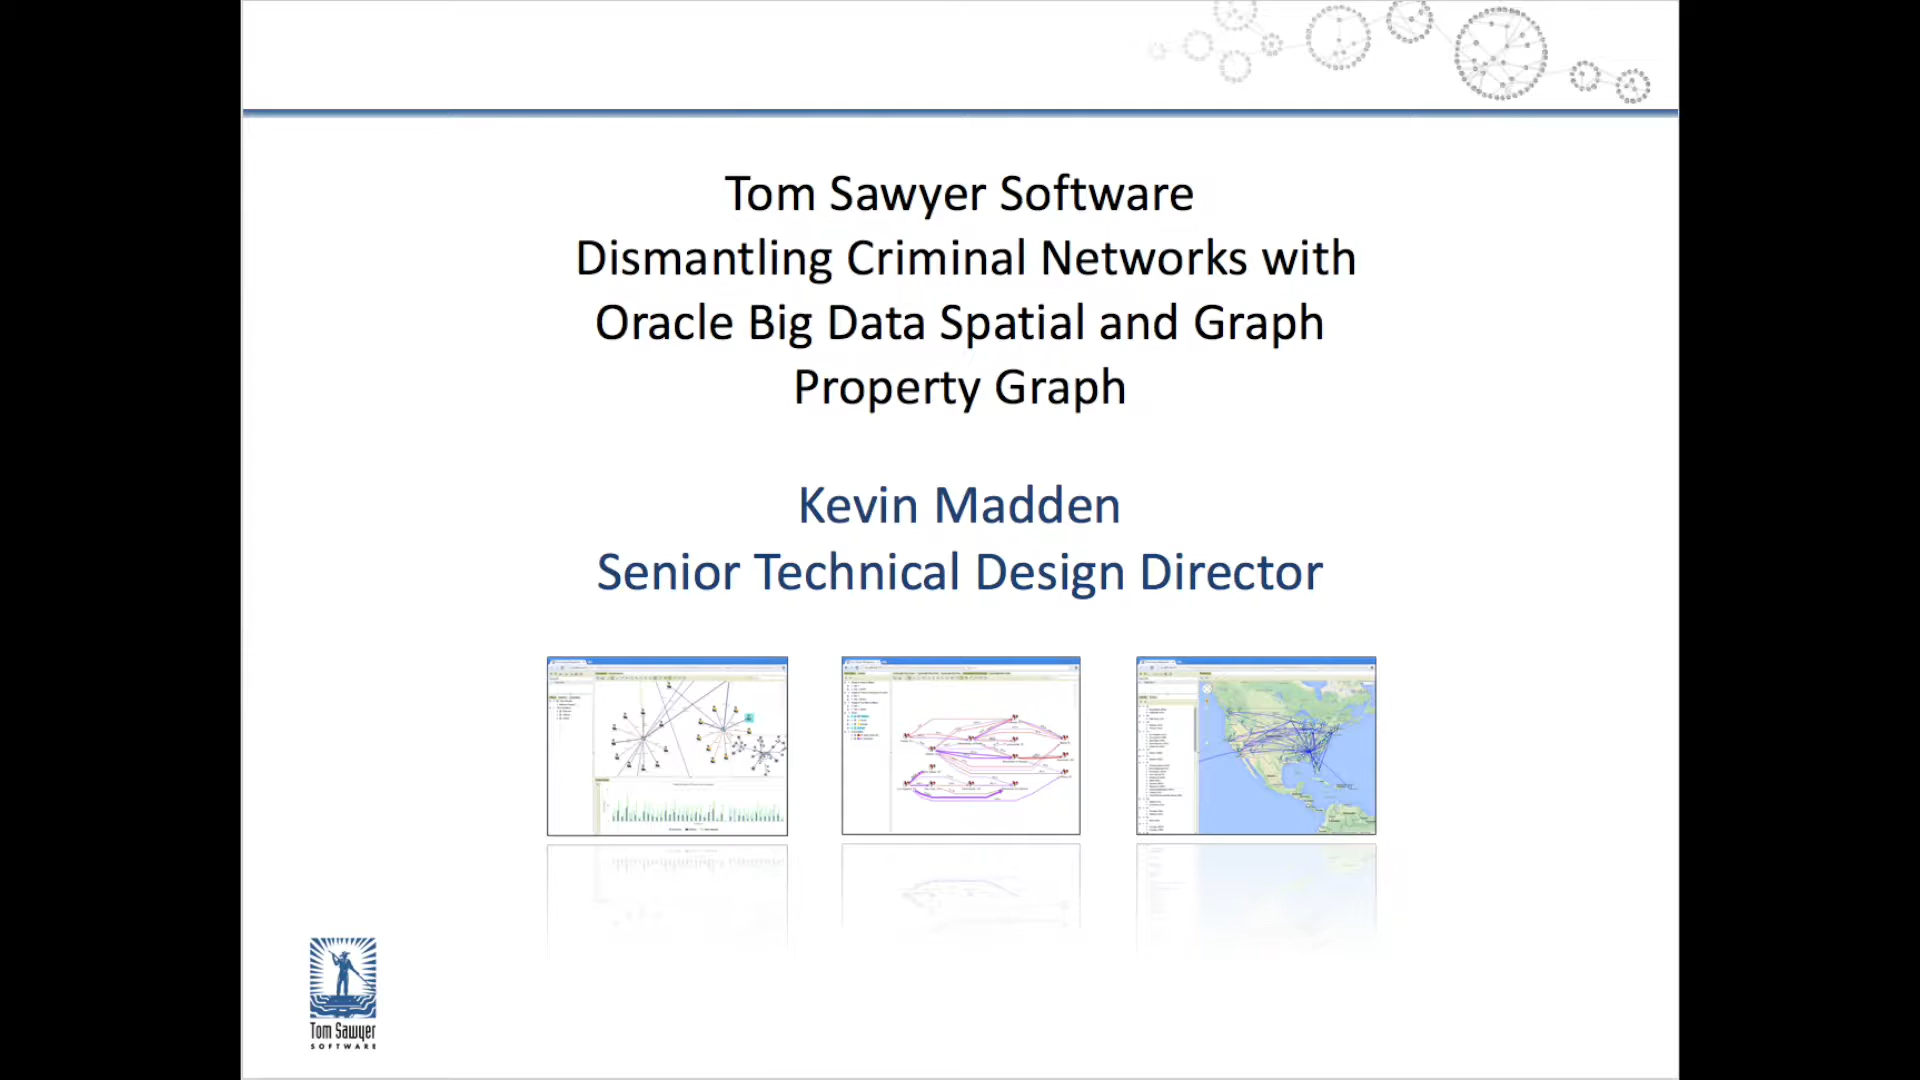 Tom Sawyer Software
Dismantling Criminal Networks with
Oracle Big Data Spatial and Graph
Property Graph
Kevin Madden
Senior Technical Design Director
Tom Sawyer
SOFTWARE